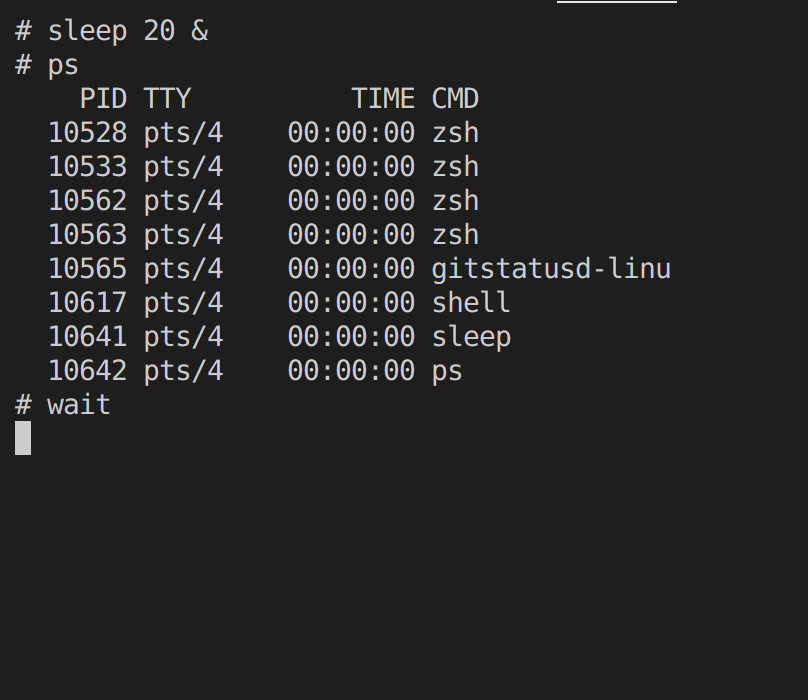 # sleep 20 &
# ps
    PID TTY          TIME CMD
  10528 pts/4    00:00:00 zsh
  10533 pts/4    00:00:00 zsh
  10562 pts/4    00:00:00 zsh
  10563 pts/4    00:00:00 zsh
  10565 pts/4    00:00:00 gitstatusd-linu
  10617 pts/4    00:00:00 shell
  10641 pts/4    00:00:00 sleep
  10642 pts/4    00:00:00 ps
# wait